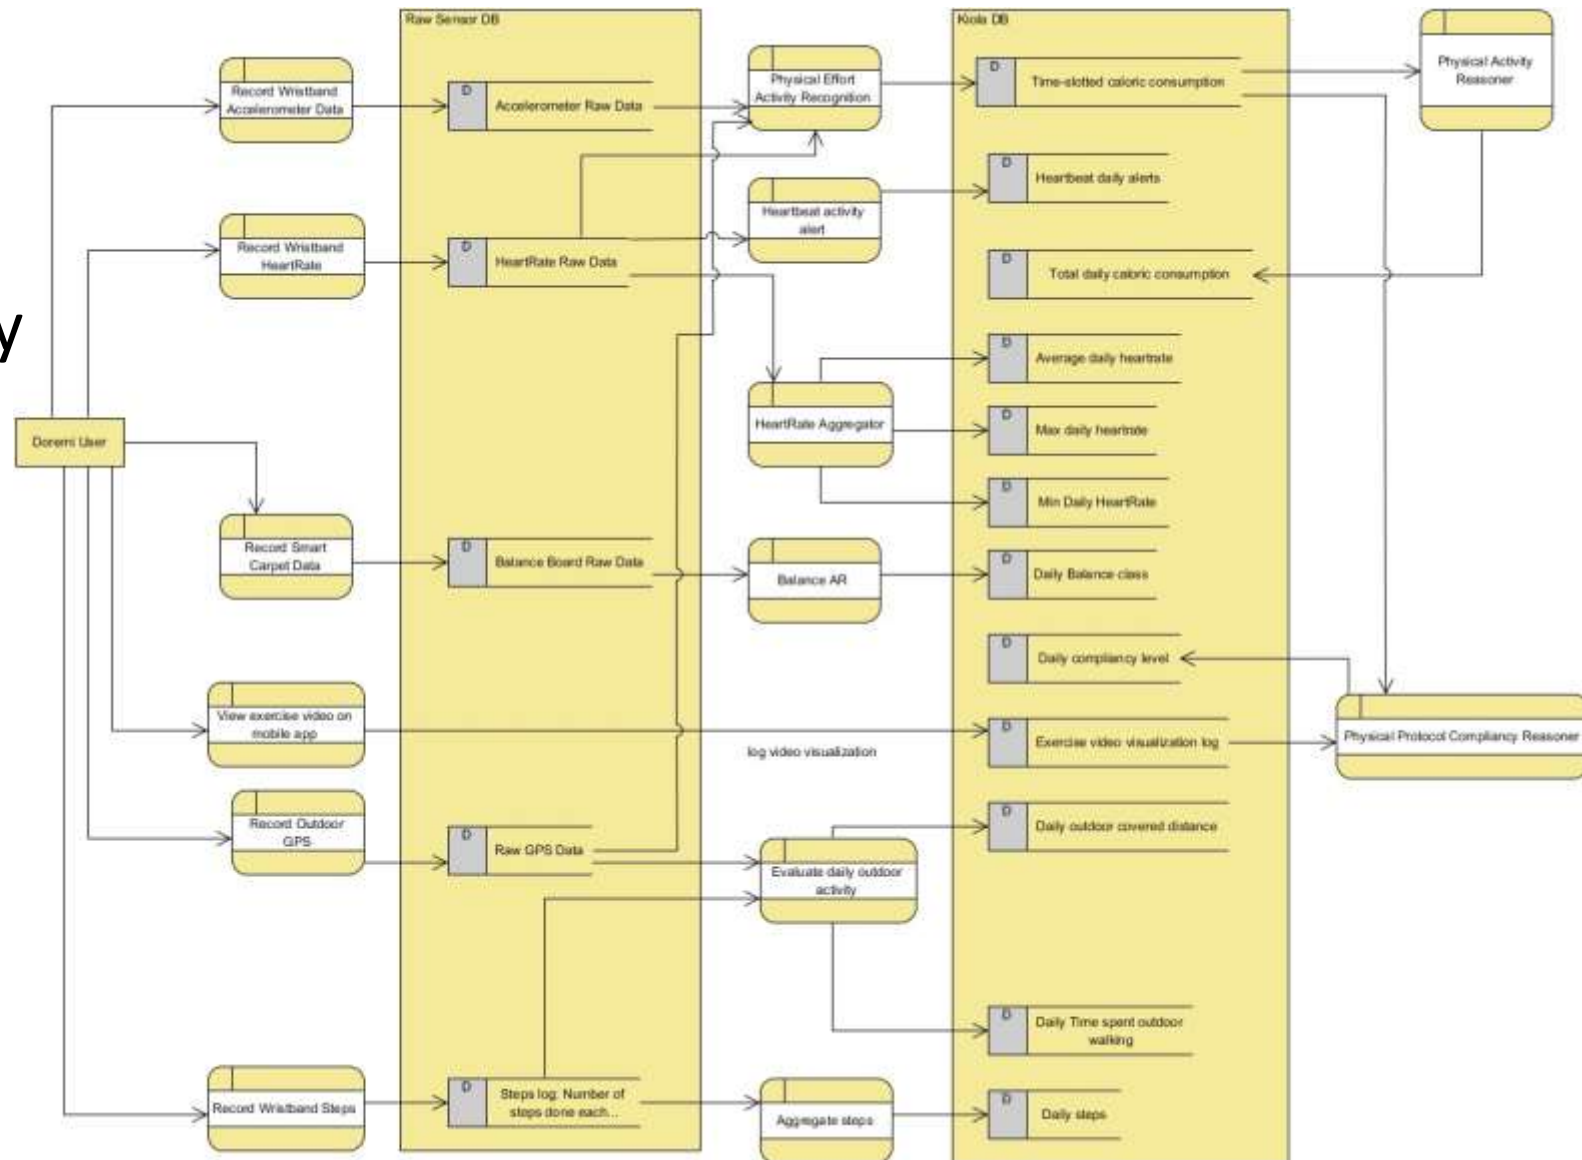 Raw Sensor DB
Kiola DB
Record Wristband
Accelerometer Data
D
Accelerometer Raw Data
Physical Effort
Activity Recognition
D
Time-slotted caloric consumption
Physical Activity
Reasoner
D
Heartbeat daily alerts
Record Wristband
HeartRate
D
HeartRate Raw Data
Heartbeat activity
alert
D
Total daily caloric consumption
y
D
Average daily heartrate
Doremi User
HeartRate Aggregator
D
Max daily heartrate
D
Min Daily HeartRate
Record Smart
Carpet Data
D
Balance Board Raw Data
Balance AR
D
Daily Balance class
D
Daily compliancy level
View exercise video on
mobile app
log video visualization
D
Exercise video visualization log
Physical Protocol Compliancy Reasoner
Record Outdoor
GPS
D
Raw GPS Data
Evaluate daily outdoor
activity
D
Daily outdoor covered distance
D
Daily Time spent outdoor
walking
Record Wristband Steps
D
Steps log: Number of
steps done each...
Aggregate steps
D
Daily steps